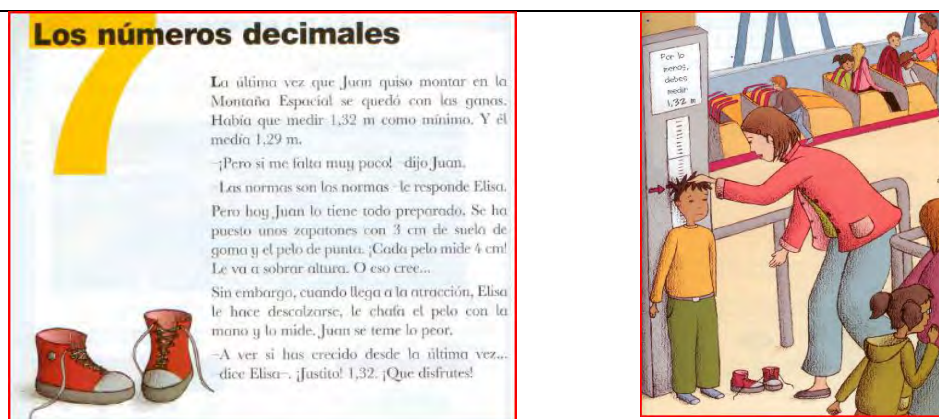 7
Los números decimales
La última vez que Juan quiso montar en la
Montaña Espacial se quedó con las ganas.
Había que medir 1,32 m como mínimo. Y él
medía 1,29 m.
–¡Pero si me falta muy poco! –dijo Juan.
–Las normas son las normas –le responde Elisa.
Pero hoy Juan lo tiene todo preparado. Se ha
puesto unos zapatones con 3 cm de suela de
goma y el pelo de punta. ¡Cada pelo mide 4 cm!
Le va a sobrar altura. O eso cree...
Sin embargo, cuando llega a la atracción, Elisa
le hace descalzarse, le chafa el pelo con la
mano y lo mide. Juan se teme lo peor.
–A ver si has crecido desde la última vez...
–dice Elisa–. ¡Justito! 1,32. ¡Que disfrutes!
Por lo
menos,
debes
medir
1,32 m